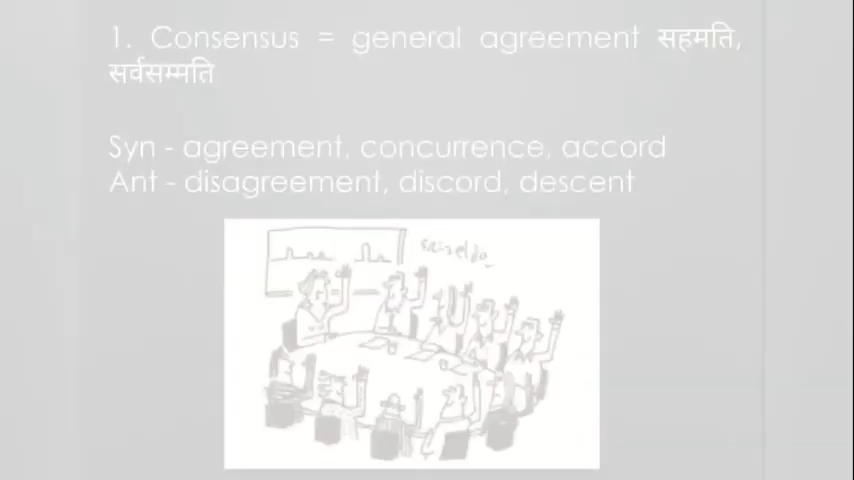 1. Consensus = general agreement सहमति,
सर्वसम्मति
Syn - agreement, concurrence, accord
Ant - disagreement, discord, descent